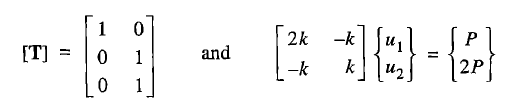 [T] = [1 0; 0 1; 0 1] and [2k -k; -k k] {u₁; u₂} = {P; 2P}